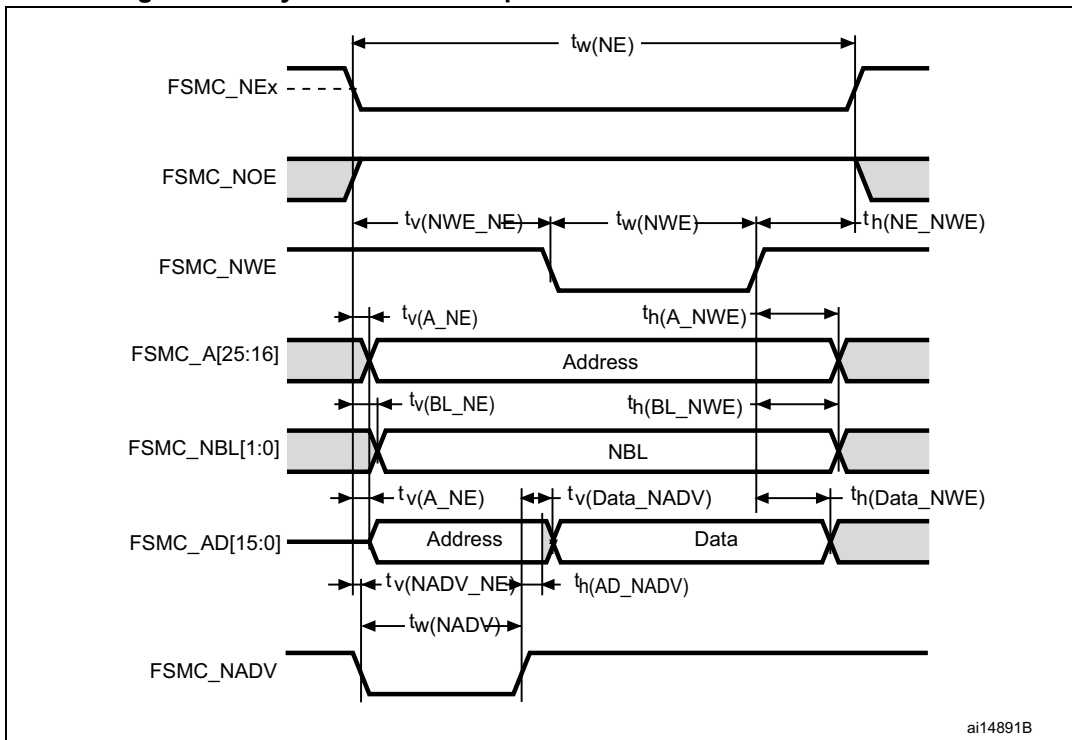 tw(NE)
FSMC_NEx
FSMC_NOE
tv(NWE_NE)
tw(NWE)
th(NE_NWE)
FSMC_NWE
tv(A_NE)
th(A_NWE)
FSMC_A[25:16]
Address
tv(BL_NE)
th(BL_NWE)
FSMC_NBL[1:0]
NBL
tv(A_NE)
tv(Data_NADV)
th(Data_NWE)
FSMC_AD[15:0]
Address
Data
tv(NADV_NE)
th(AD_NADV)
tw(NADV)
FSMC_NADV
ai14891B